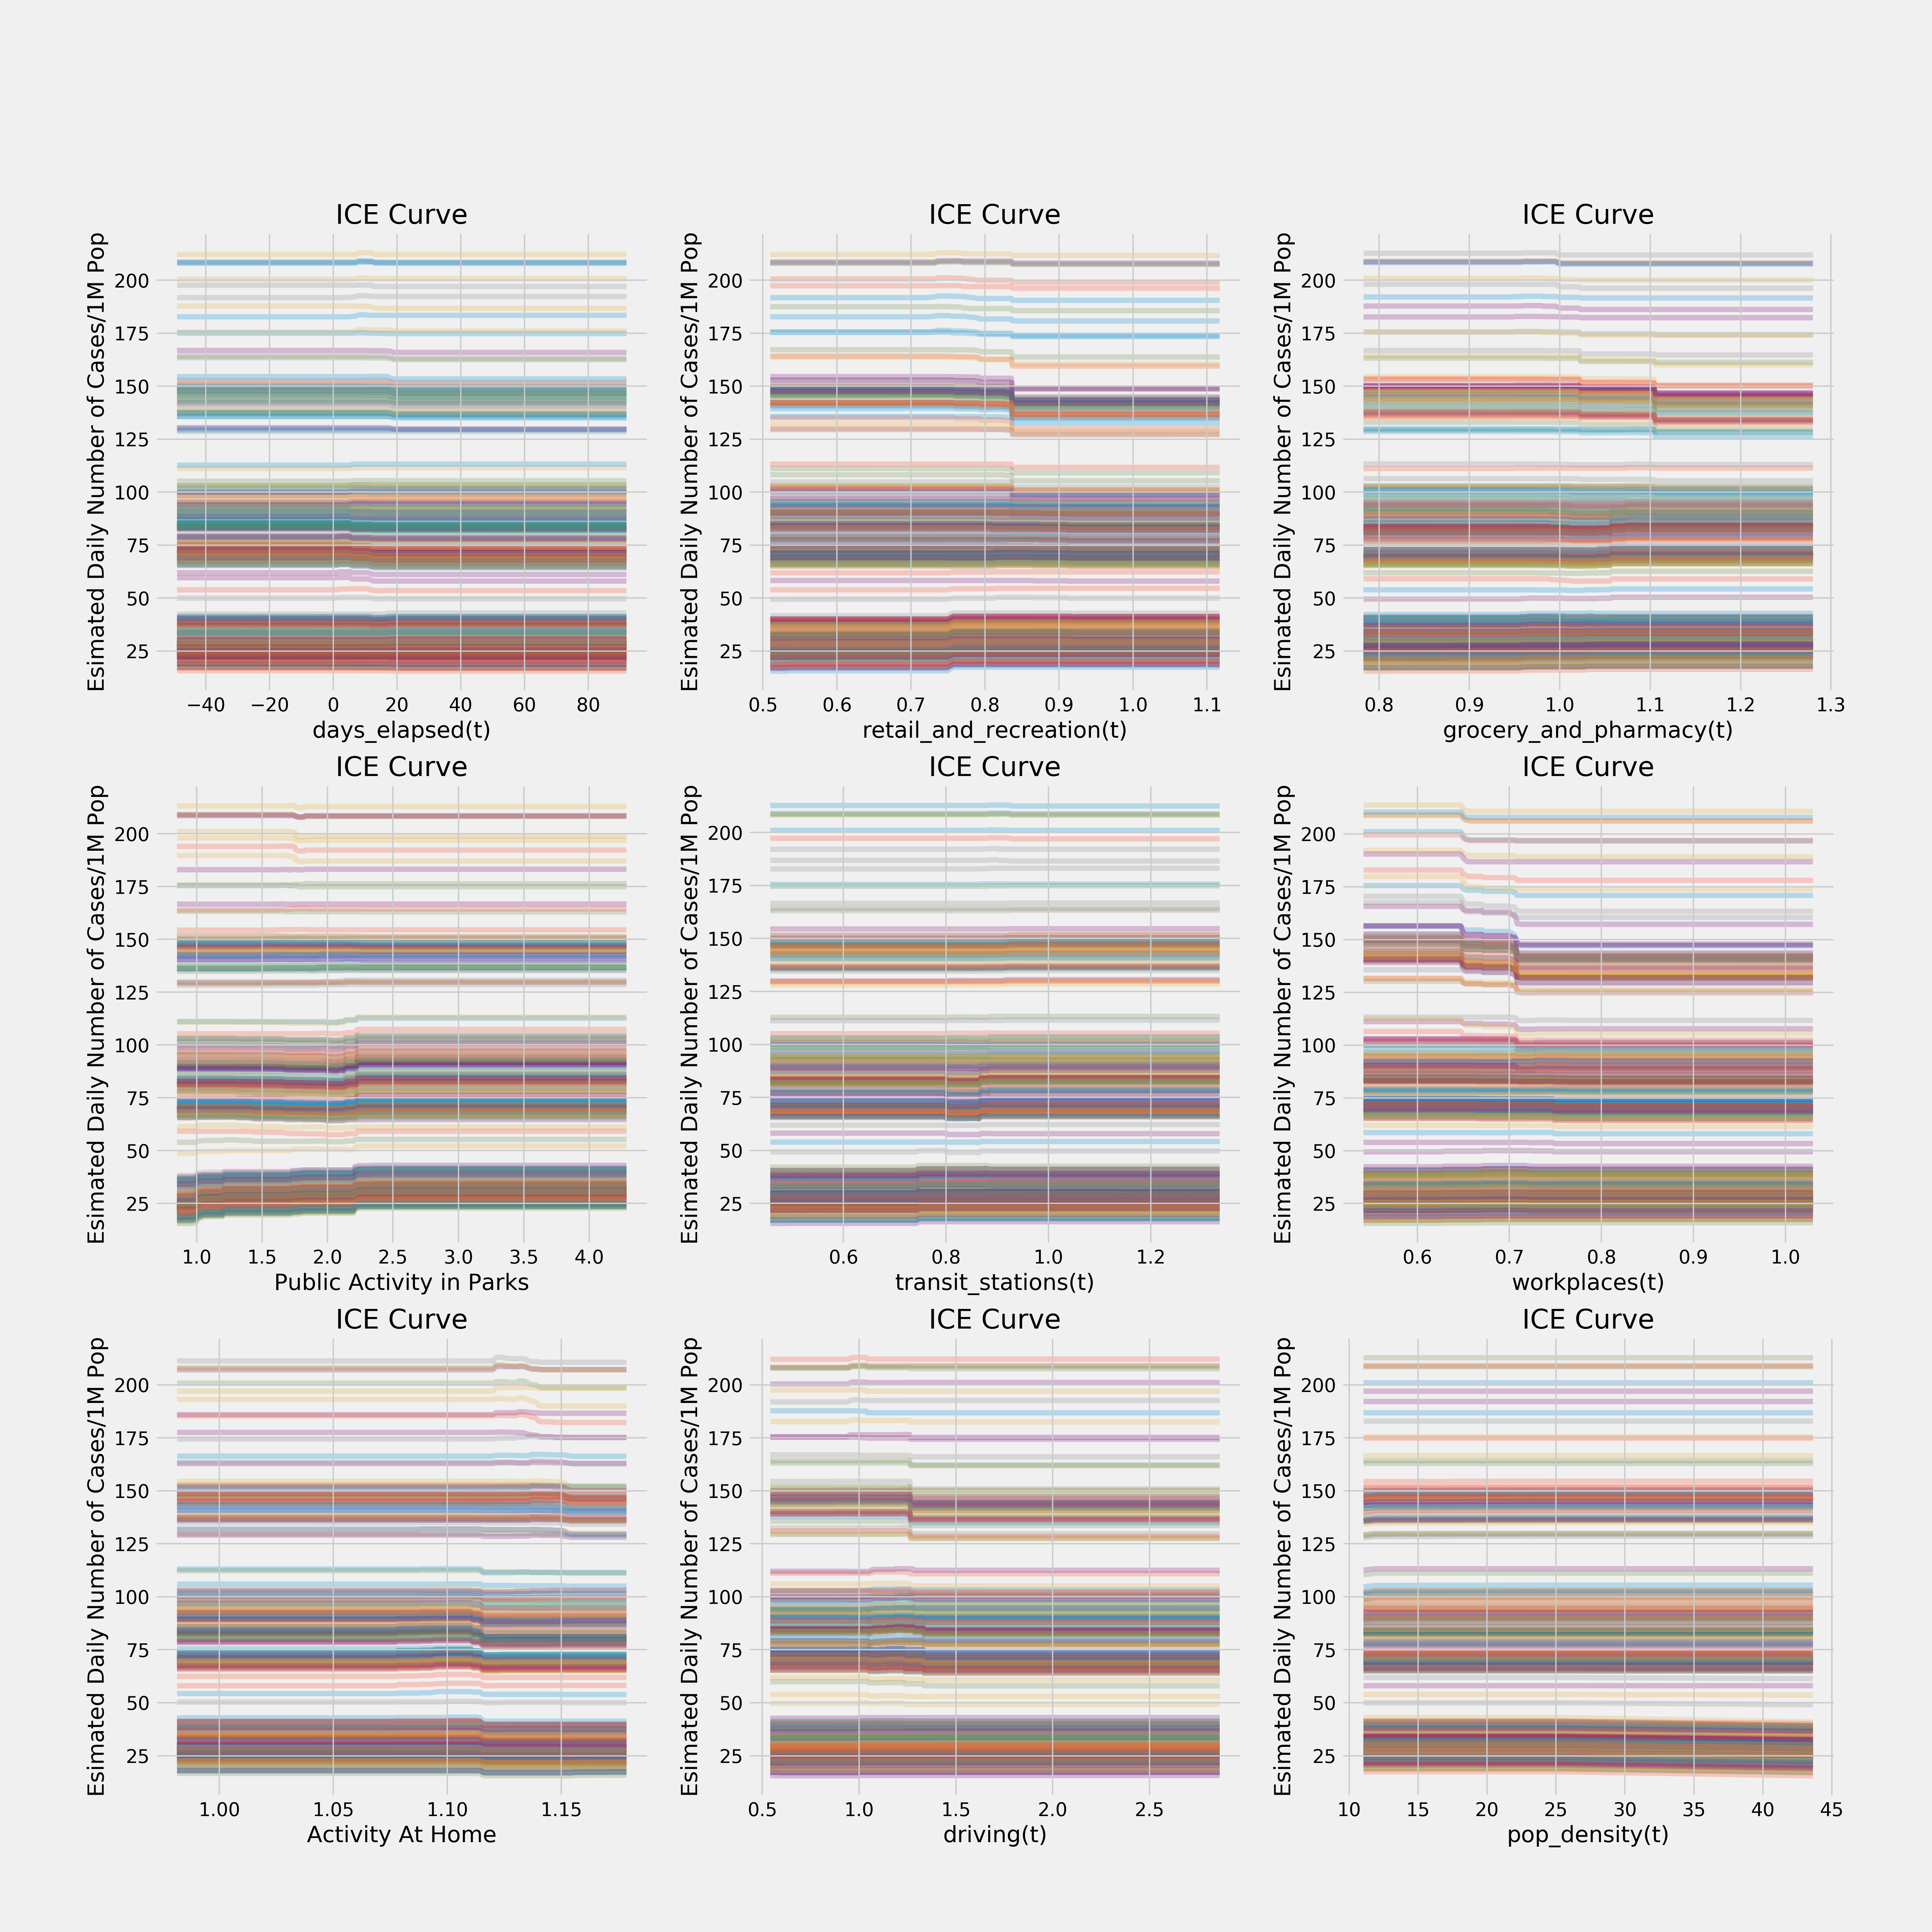 ICE Curve
Esimated Daily Number of Cases/1M Pop
200
175
150
125
100
75
50
25
−40 −20 0 20 40 60 80
days_elapsed(t)
ICE Curve
Esimated Daily Number of Cases/1M Pop
200
175
150
125
100
75
50
25
0.5 0.6 0.7 0.8 0.9 1.0 1.1
retail_and_recreation(t)
ICE Curve
Esimated Daily Number of Cases/1M Pop
200
175
150
125
100
75
50
25
0.8 0.9 1.0 1.1 1.2 1.3
grocery_and_pharmacy(t)
ICE Curve
Esimated Daily Number of Cases/1M Pop
200
175
150
125
100
75
50
25
1.0 1.5 2.0 2.5 3.0 3.5 4.0
Public Activity in Parks
ICE Curve
Esimated Daily Number of Cases/1M Pop
200
175
150
125
100
75
50
25
0.6 0.8 1.0 1.2
transit_stations(t)
ICE Curve
Esimated Daily Number of Cases/1M Pop
200
175
150
125
100
75
50
25
0.6 0.7 0.8 0.9 1.0
workplaces(t)
ICE Curve
Esimated Daily Number of Cases/1M Pop
200
175
150
125
100
75
50
25
1.00 1.05 1.10 1.15
Activity At Home
ICE Curve
Esimated Daily Number of Cases/1M Pop
200
175
150
125
100
75
50
25
0.5 1.0 1.5 2.0 2.5
driving(t)
ICE Curve
Esimated Daily Number of Cases/1M Pop
200
175
150
125
100
75
50
25
10 15 20 25 30 35 40 45
pop_density(t)